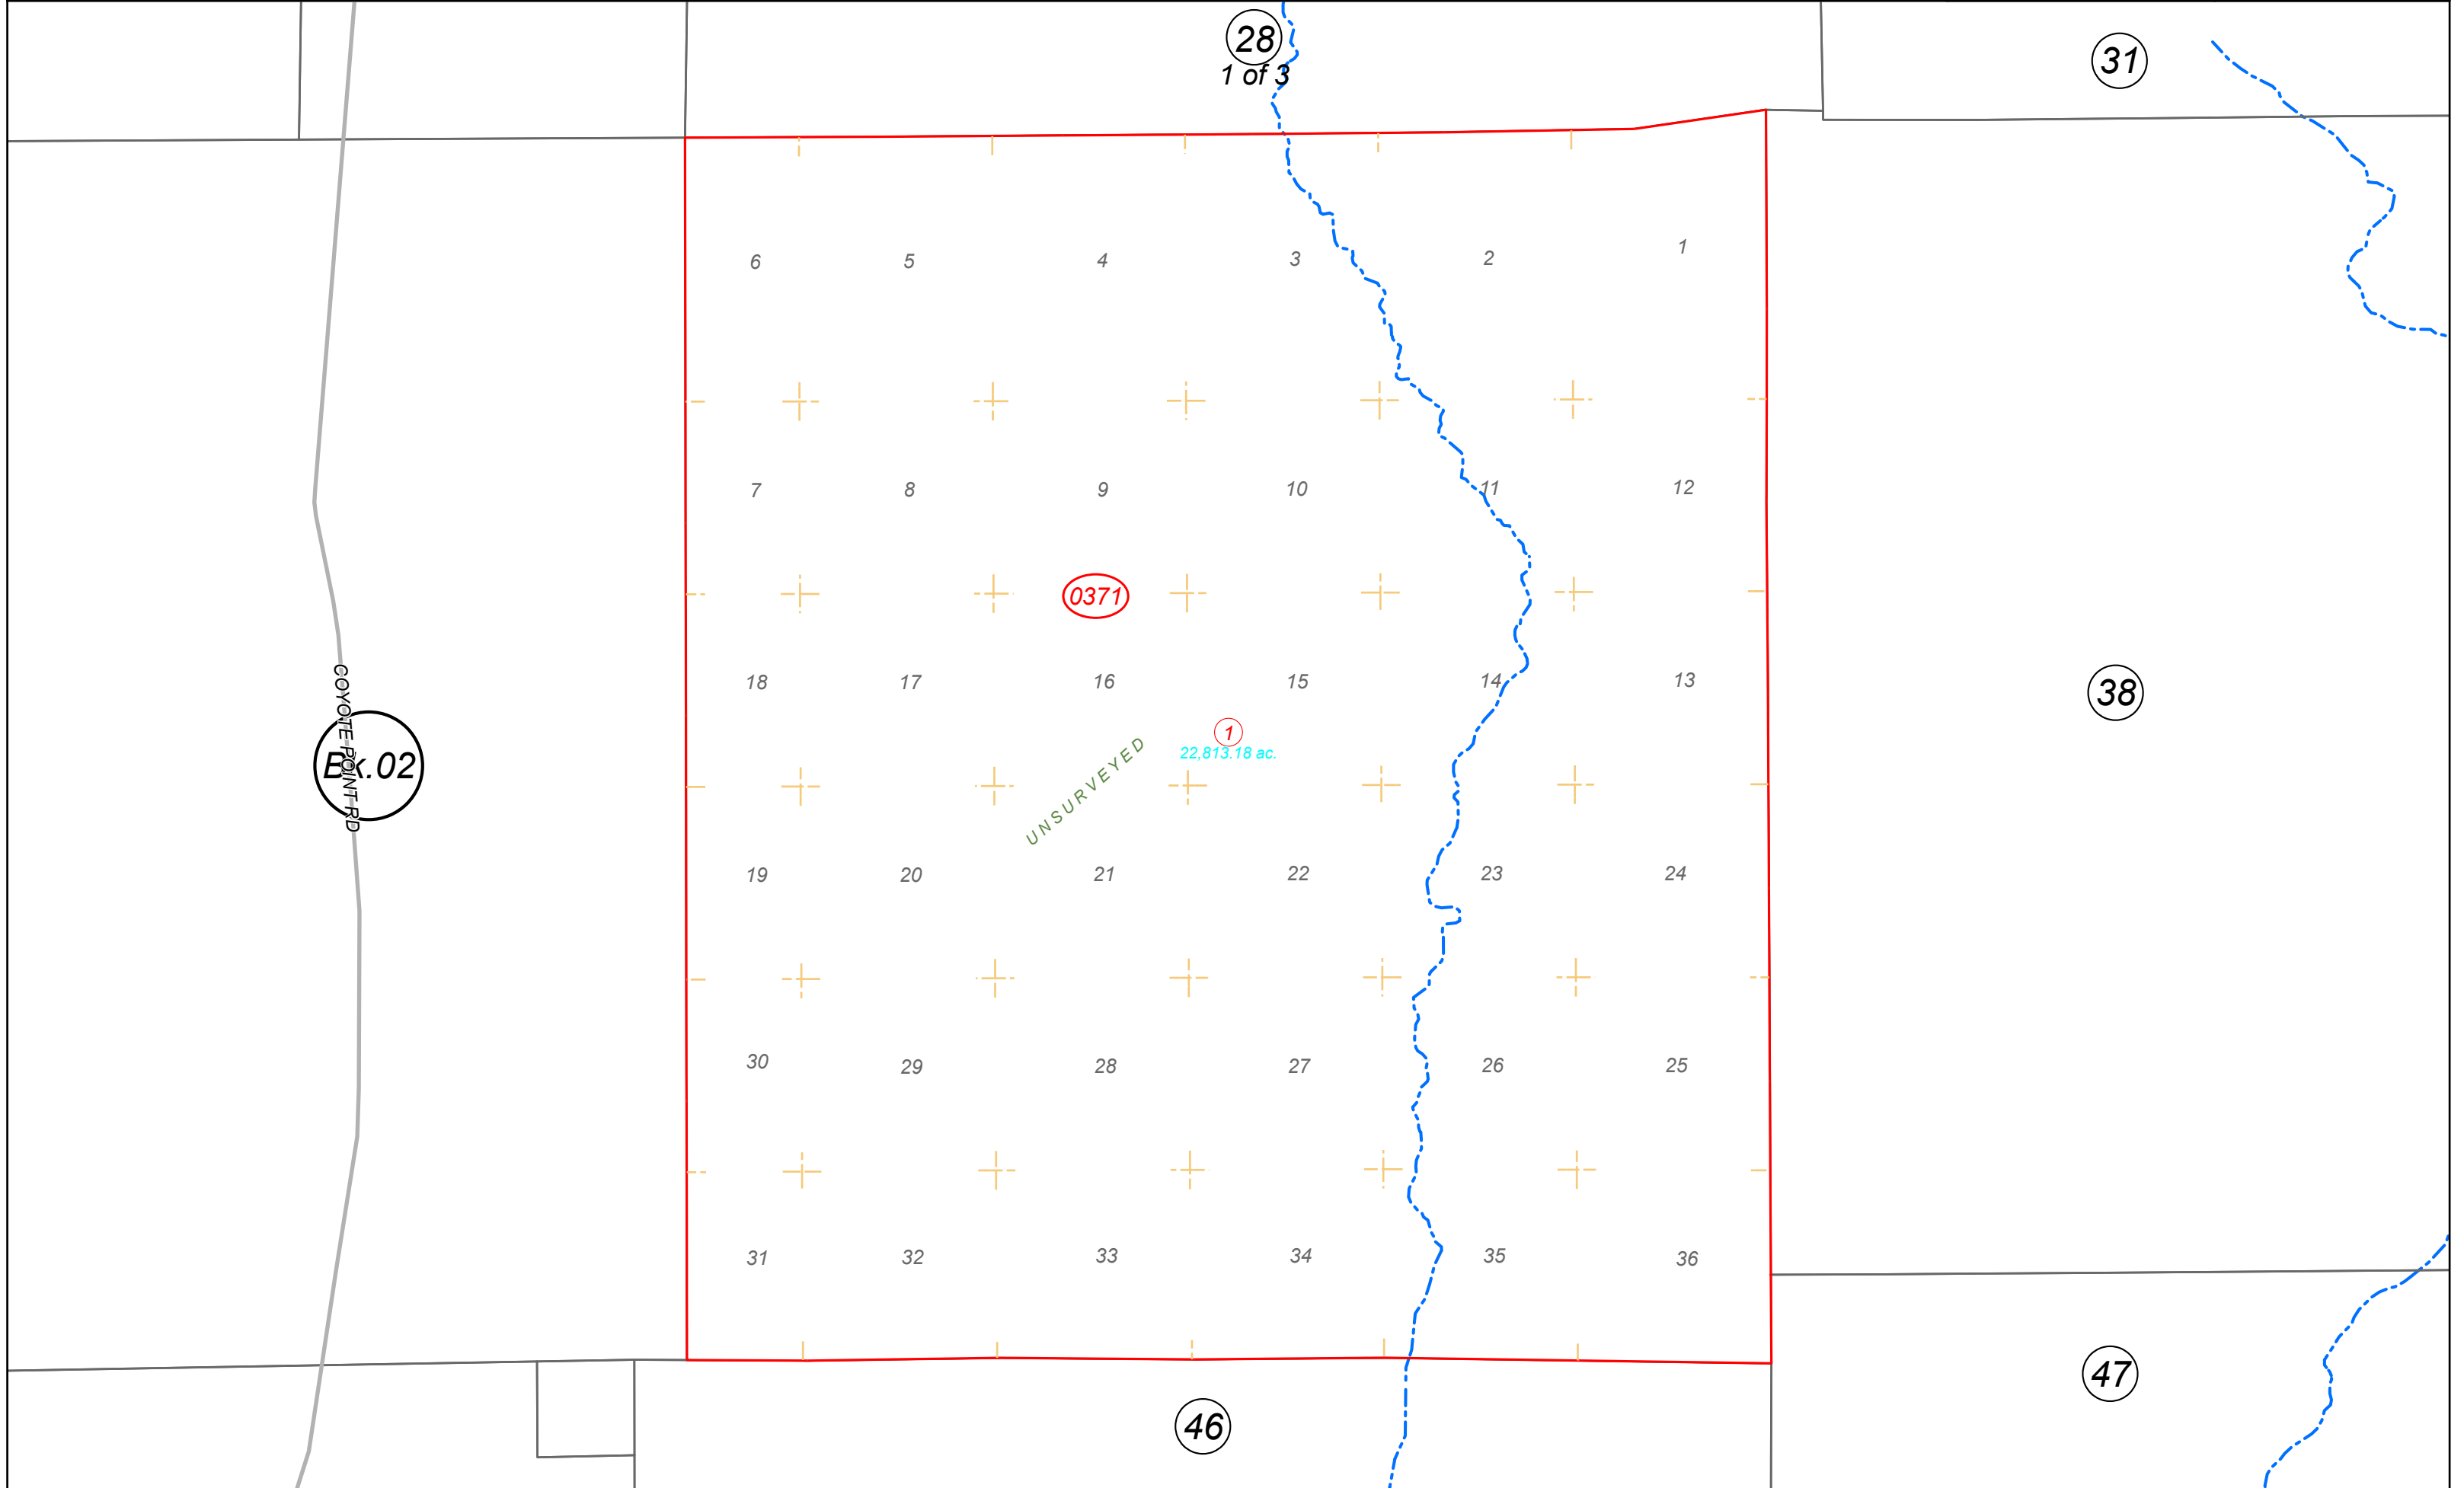 28
1 of 3
31
6 5 4 3 2 1
7 8 9 10 11 12
0371
18 17 16 15 14 13
38
1
22,813.18 ac.
UNSURVEYED
COYOTE POINT RD
Bk.02
19 20 21 22 23 24
30 29 28 27 26 25
31 32 33 34 35 36
47
46